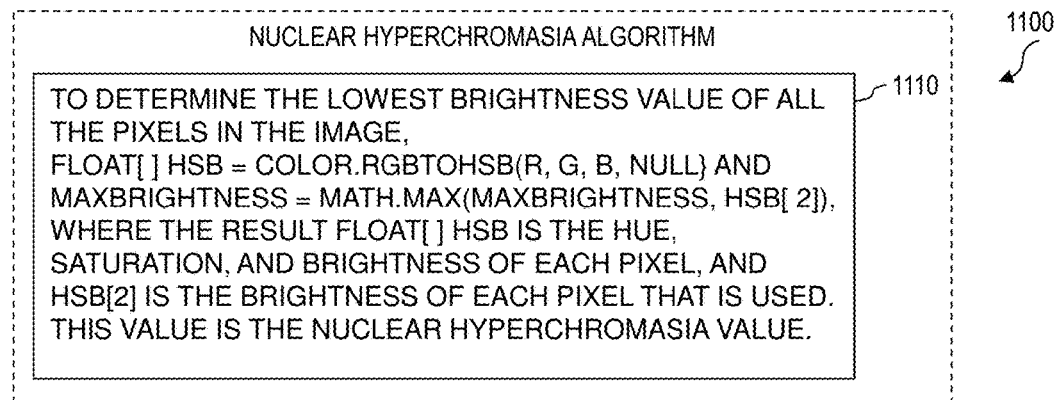 NUCLEAR HYPERCHROMASIA ALGORITHM
1100
1110
TO DETERMINE THE LOWEST BRIGHTNESS VALUE OF ALL
THE PIXELS IN THE IMAGE,
FLOAT[ ] HSB = COLOR.RGBTOHSB(R, G, B, NULL} AND
MAXBRIGHTNESS = MATH.MAX(MAXBRIGHTNESS, HSB[ 2]),
WHERE THE RESULT FLOAT[ ] HSB IS THE HUE,
SATURATION, AND BRIGHTNESS OF EACH PIXEL, AND
HSB[2] IS THE BRIGHTNESS OF EACH PIXEL THAT IS USED.
THIS VALUE IS THE NUCLEAR HYPERCHROMASIA VALUE.